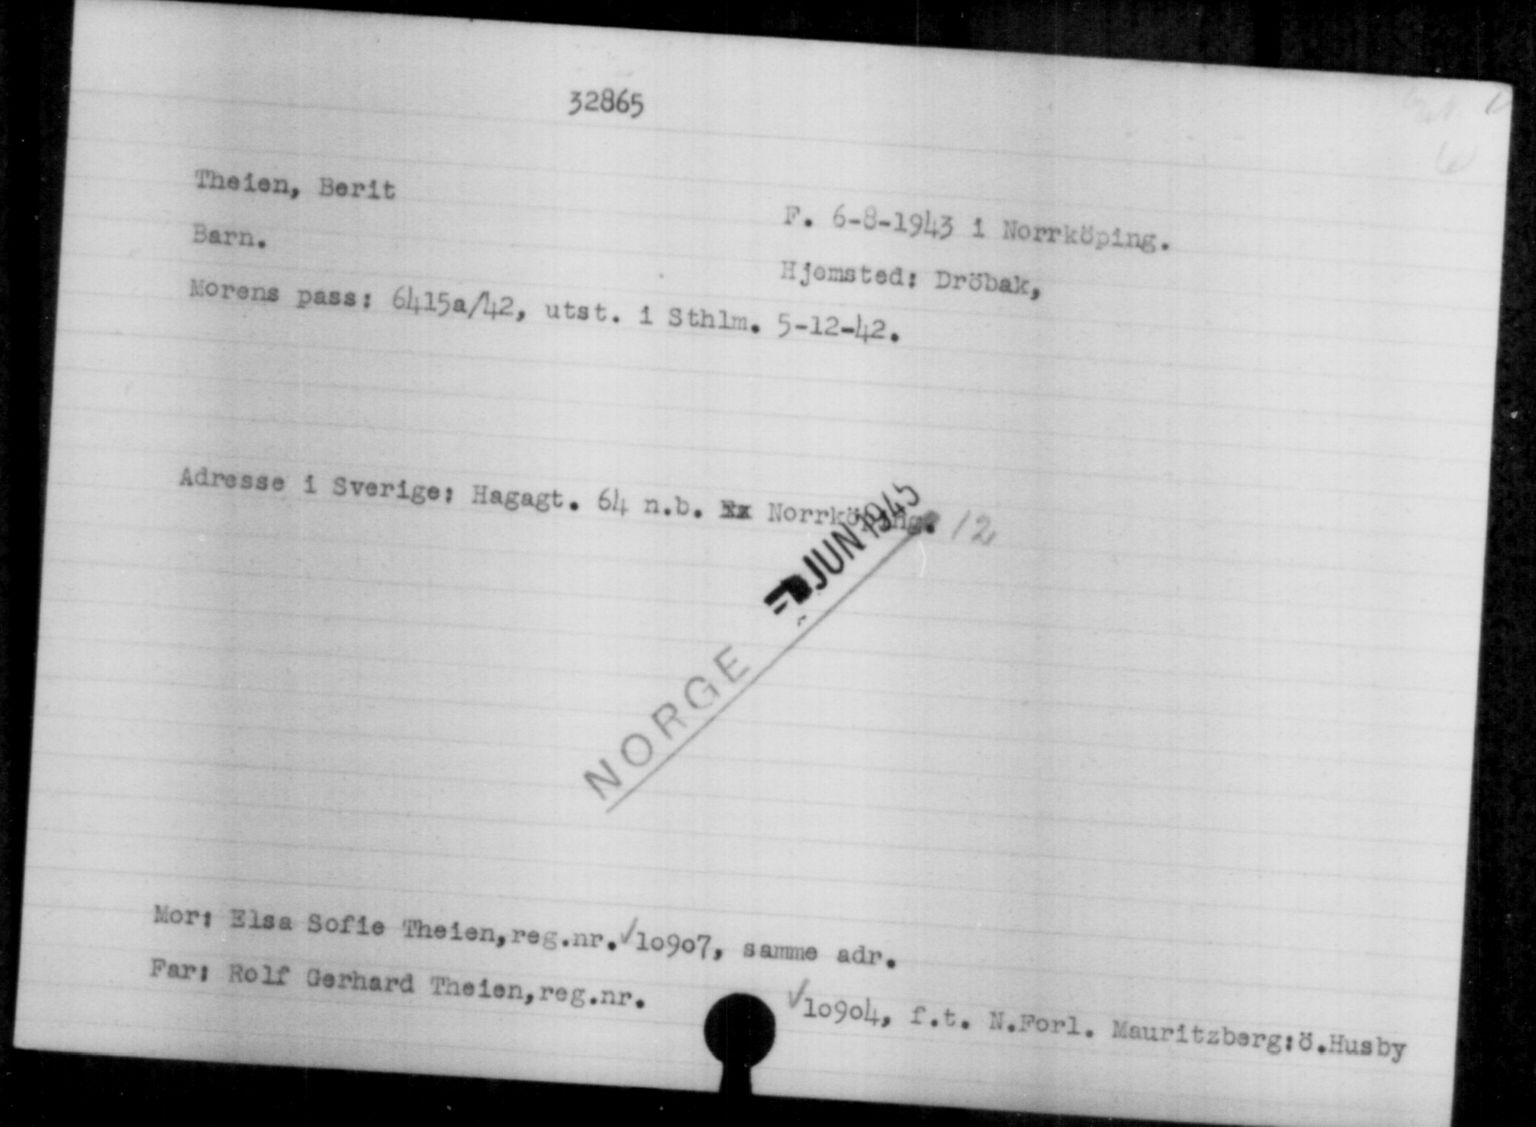 32865
Theien, Berit
F. 6-8-1943 i Norrköping.
Barn.
Hjemsted: Dröbak,
Morens pass: 6415a/42, utst. i Sthlm. 5-12-42.
Adresse i Sverige: Hagagt. 64 n.b. Norrköping. 12
JUN 1945
NORGE
Mor: Elsa Sofie Theien, reg.nr. √10907, samme adr.
Far: Rolf Gerhard Theien, reg.nr. √10904, f.t. N.Forl. Mauritzberg:ö.Husby